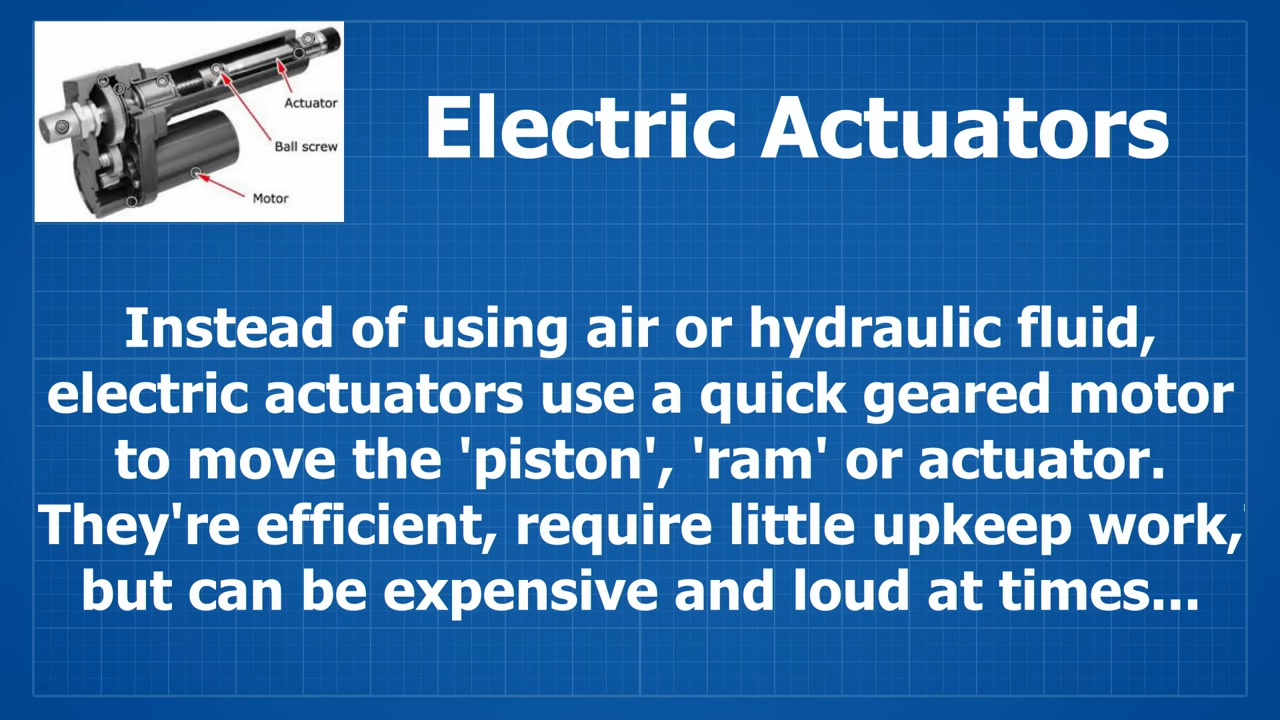 Actuator
Ball screw
Motor
Electric Actuators
Instead of using air or hydraulic fluid,
electric actuators use a quick geared motor
to move the 'piston', 'ram' or actuator.
They're efficient, require little upkeep work,
but can be expensive and loud at times...